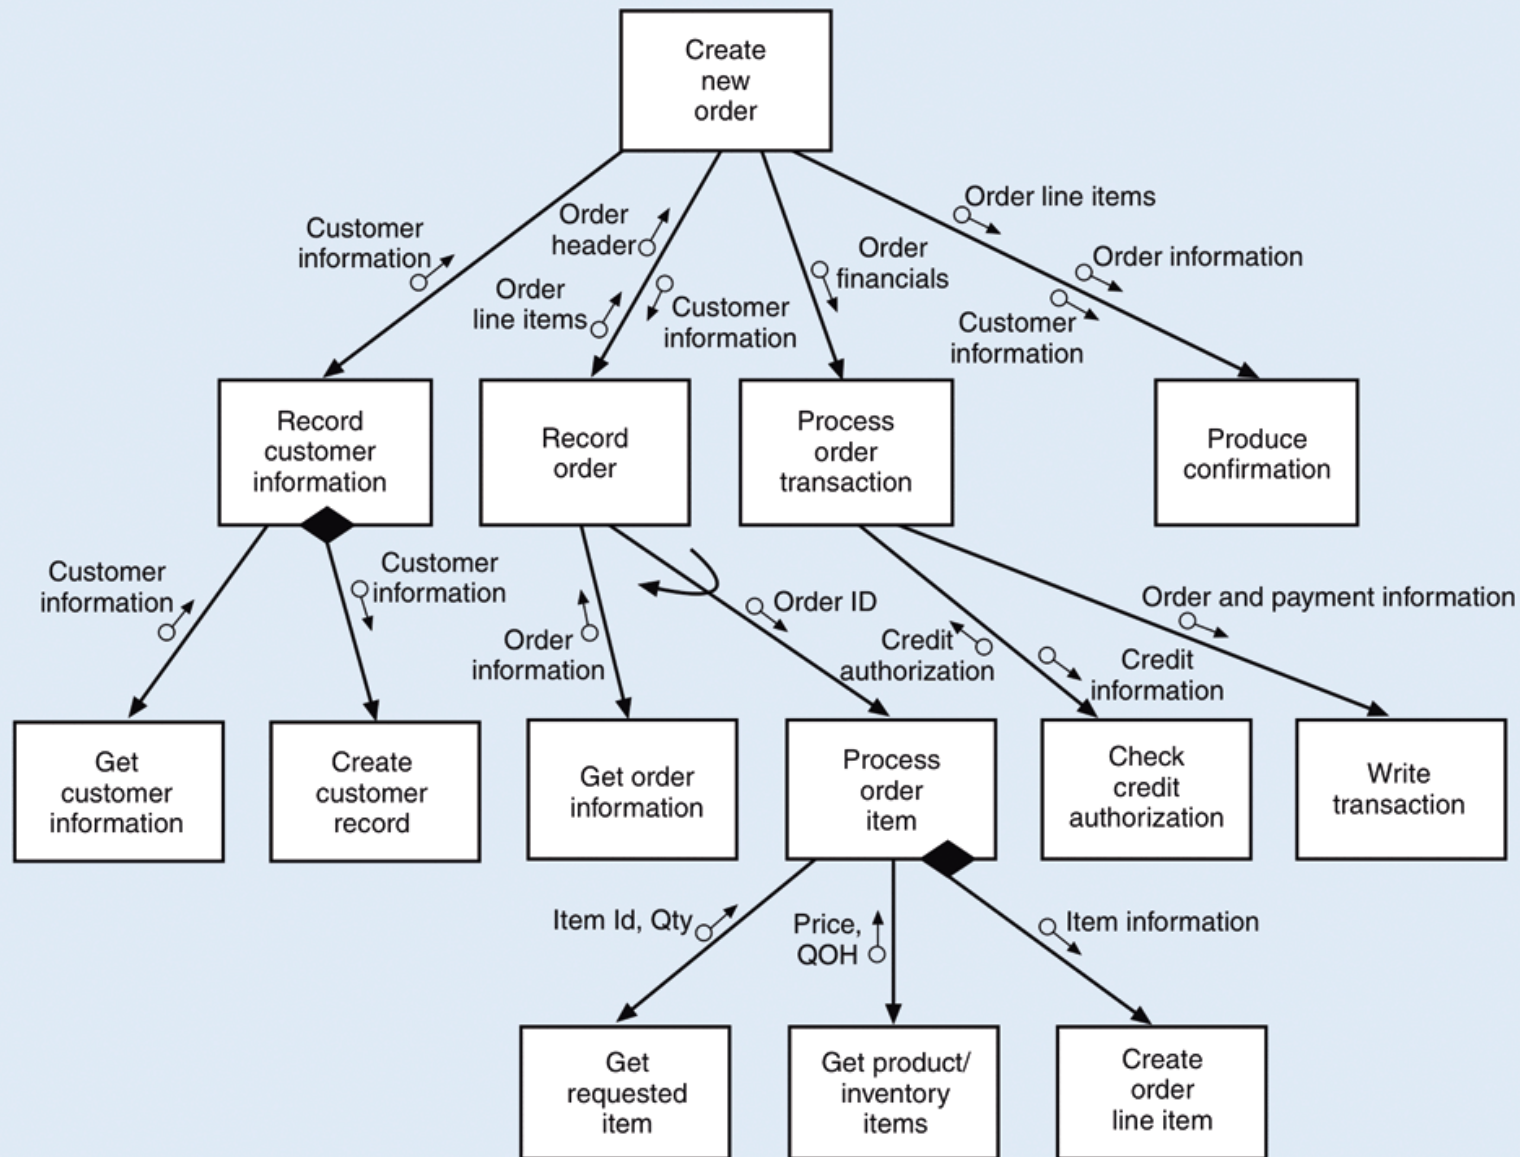 Create
new
order
Order line items
Order
header
Customer
information
Order
financials
Order information
Order
line items
Customer
information
Customer
information
Record
customer
information
Record
order
Process
order
transaction
Produce
confirmation
Customer
information
Customer
information
Order
information
Order ID
Credit
authorization
Credit
information
Order and payment information
Get
customer
information
Create
customer
record
Get order
information
Process
order
item
Check
credit
authorization
Write
transaction
Item Id, Qty
Price,
QOH
Item information
Get
requested
item
Get product/
inventory
items
Create
order
line item